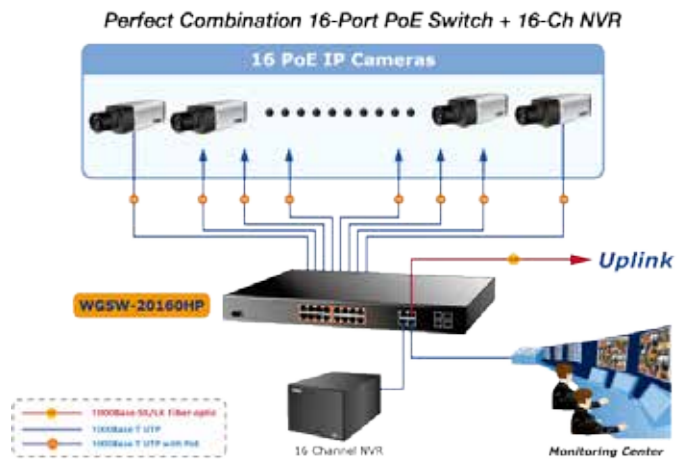 Perfect Combination 16-Port PoE Switch + 16-Ch NVR
16 PoE IP Cameras
Uplink
WGSW-20160HP
1000Base SX/LX Fiber optic
1000Base T UTP
1000Base T UTP with PoE
16 Channel NVR
Monitoring Center